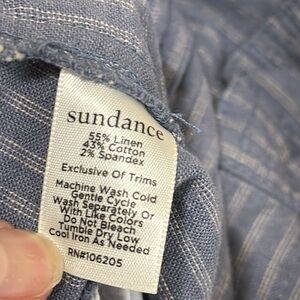 sundance
55% Linen
43% Cotton
2% Spandex
Exclusive Of Trims
Machine Wash Cold
Gentle Cycle
Wash Separately Or
With Like Colors
Do Not Bleach
Tumble Dry Low
Cool Iron As Needed
RN#106205